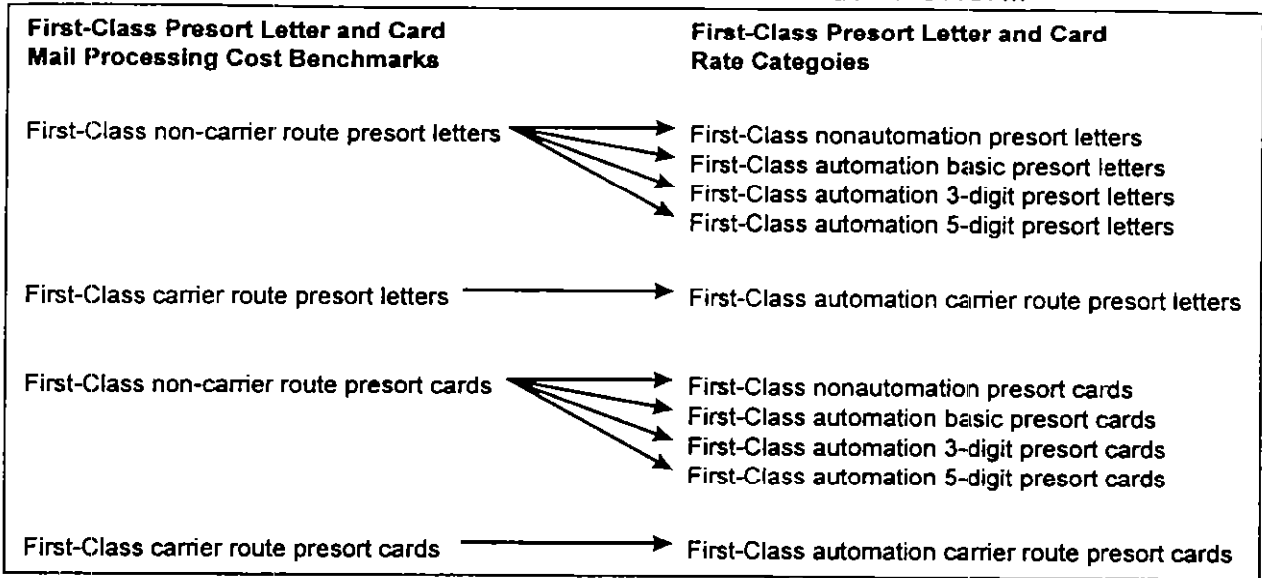 First-Class Presort Letter and Card
Mail Processing Cost Benchmarks
First-Class Presort Letter and Card
Rate Categoies
First-Class non-carrier route presort letters
First-Class nonautomation presort letters
First-Class automation basic presort letters
First-Class automation 3-digit presort letters
First-Class automation 5-digit presort letters
First-Class carrier route presort letters
First-Class automation carrier route presort letters
First-Class non-carrier route presort cards
First-Class nonautomation presort cards
First-Class automation basic presort cards
First-Class automation 3-digit presort cards
First-Class automation 5-digit presort cards
First-Class carrier route presort cards
First-Class automation carrier route presort cards